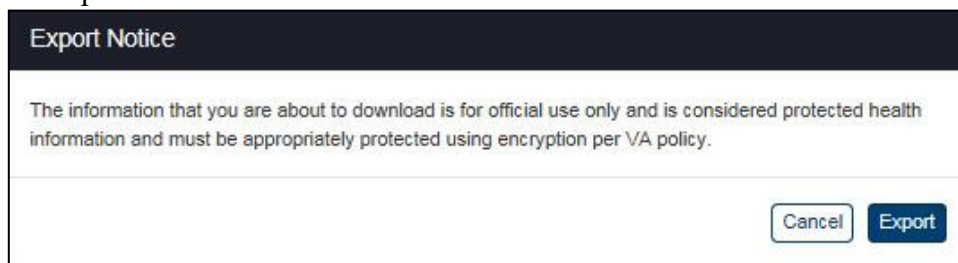 Export Notice
The information that you are about to download is for official use only and is considered protected health
information and must be appropriately protected using encryption per VA policy.
Cancel Export